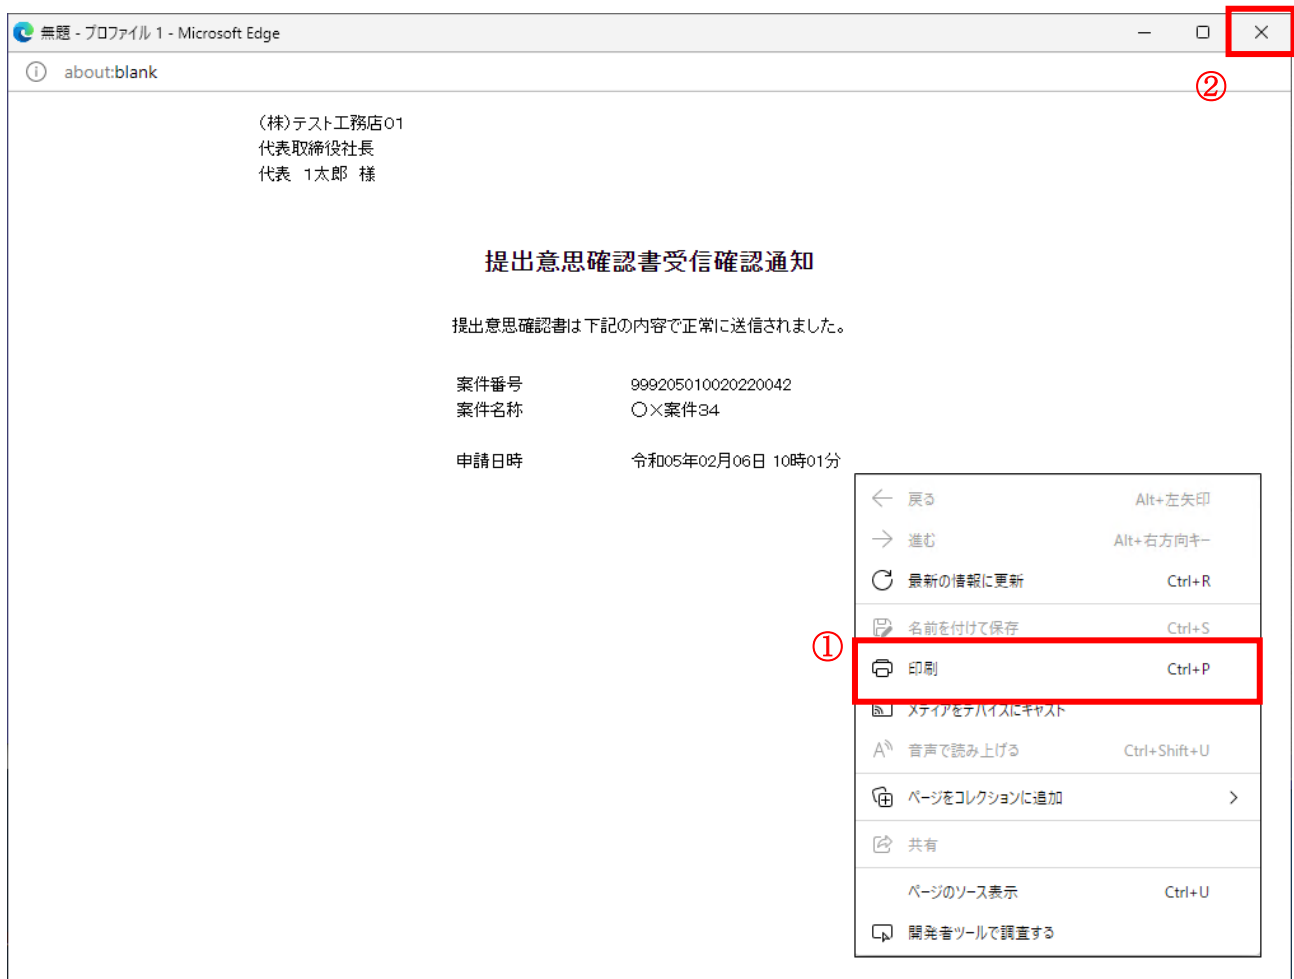 無題 - プロファイル 1 - Microsoft Edge
about:blank
②
(株)テスト工務店01
代表取締役社長
代表 1太郎 様
提出意思確認書受信確認通知
提出意思確認書は下記の内容で正常に送信されました。
案件番号 999205010020220042
案件名称 〇×案件34
申請日時 令和05年02月06日 10時01分
戻る Alt+左矢印
進む Alt+右方向キー
最新の情報に更新 Ctrl+R
名前を付けて保存 Ctrl+S
①
印刷 Ctrl+P
メディアをデバイスにキャスト
音声で読み上げる Ctrl+Shift+U
ページをコレクションに追加
共有
ページのソース表示 Ctrl+U
開発者ツールで調査する